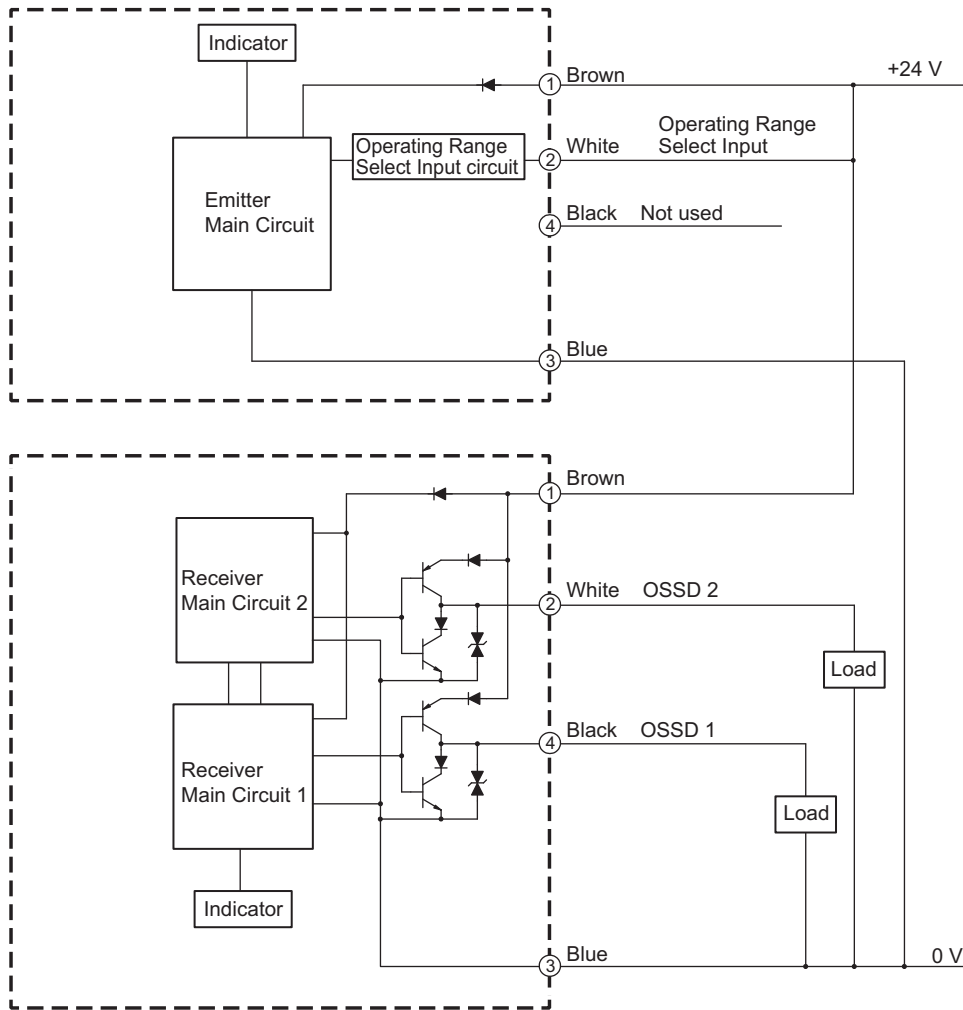 Indicator
+24 V
① Brown
Operating Range
Select Input circuit
② White
Operating Range
Select Input
Emitter
Main Circuit
④ Black Not used
③ Blue
① Brown
Receiver
Main Circuit 2
② White OSSD 2
Load
④ Black OSSD 1
Receiver
Main Circuit 1
Load
Indicator
③ Blue
0 V